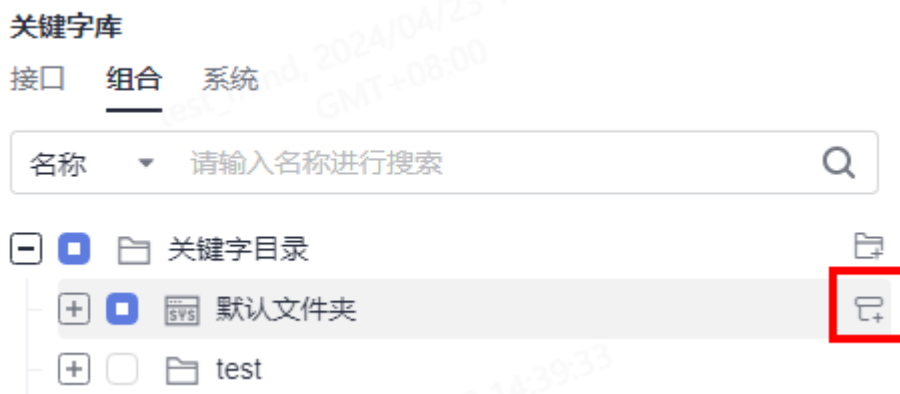 关键字库
接口 组合 系统
名称 请输入名称进行搜索
关键字目录
SYS 默认文件夹
test